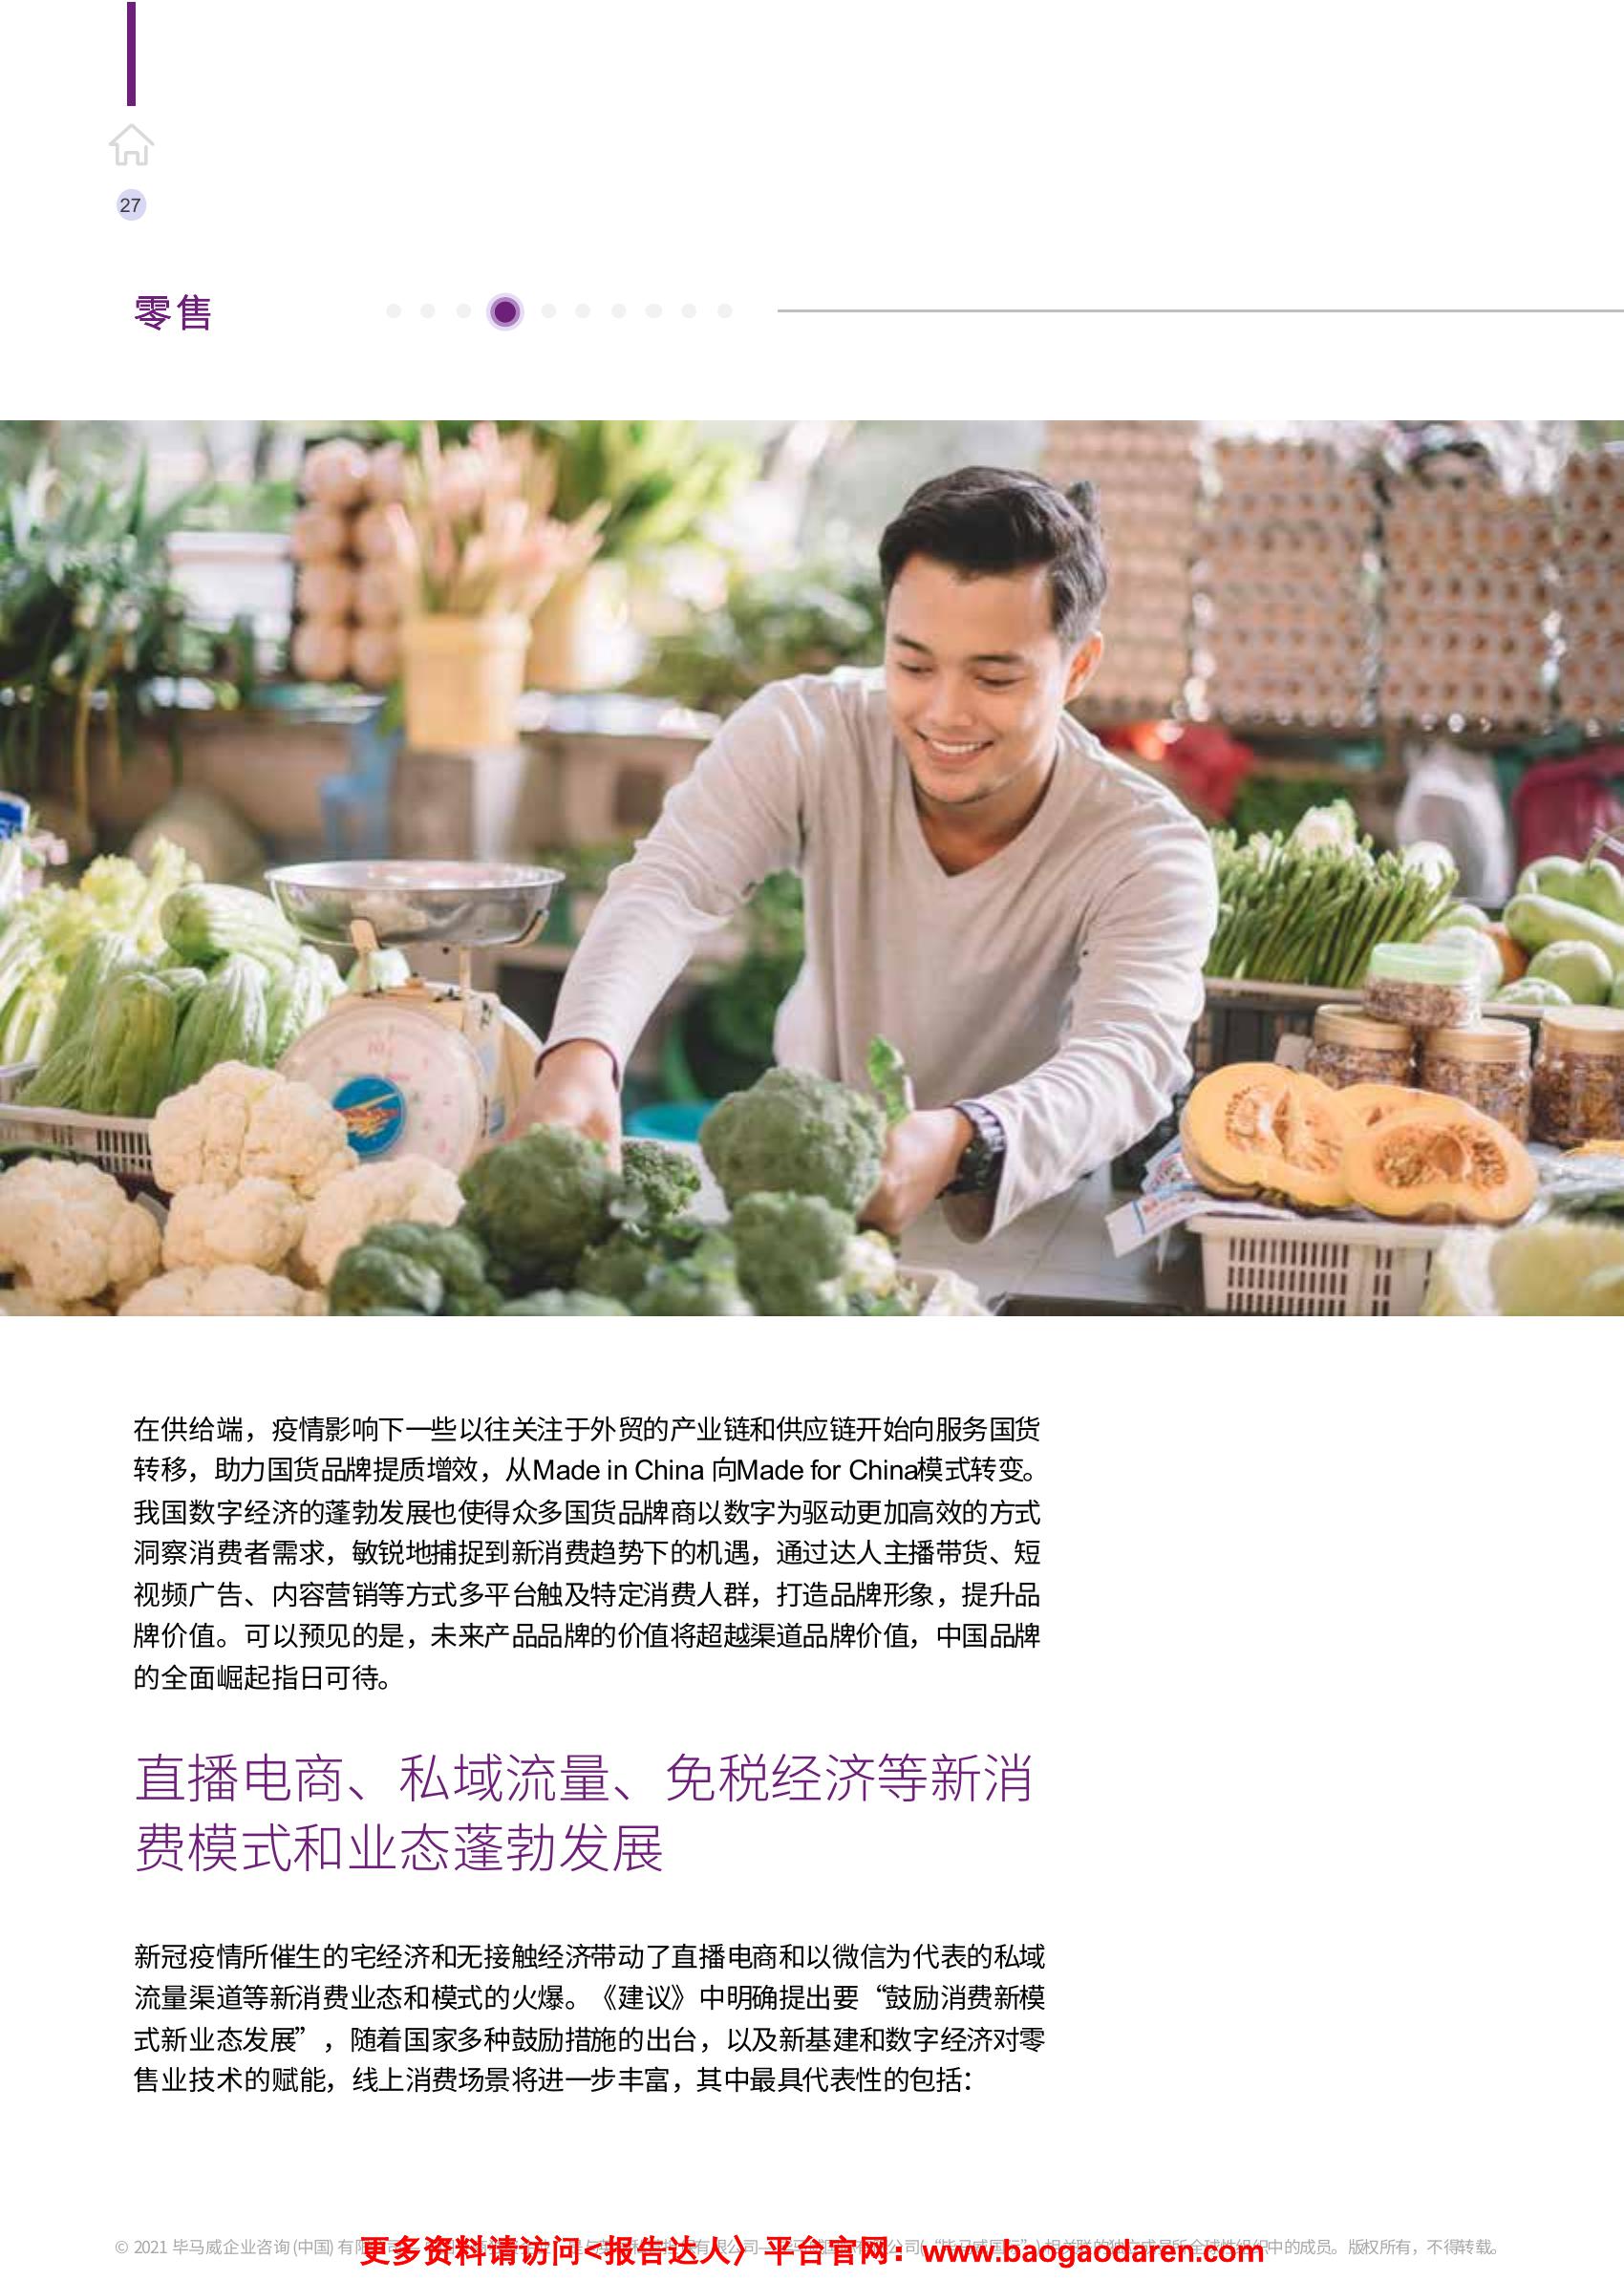 27
零售
在供给端，疫情影响下一些以往关注于外贸的产业链和供应链开始向服务国货
转移，助力国货品牌提质增效，从Made in China 向Made for China模式转变。
我国数字经济的蓬勃发展也使得众多国货品牌商以数字为驱动更加高效的方式
洞察消费者需求，敏锐地捕捉到新消费趋势下的机遇，通过达人主播带货、短
视频广告、内容营销等方式多平台触及特定消费人群，打造品牌形象，提升品
牌价值。可以预见的是，未来产品品牌的价值将超越渠道品牌价值，中国品牌
的全面崛起指日可待。
直播电商、私域流量、免税经济等新消
费模式和业态蓬勃发展
新冠疫情所催生的宅经济和无接触经济带动了直播电商和以微信为代表的私域
流量渠道等新消费业态和模式的火爆。《建议》中明确提出要“鼓励消费新模
式新业态发展”，随着国家多种鼓励措施的出台，以及新基建和数字经济对零
售业技术的赋能，线上消费场景将进一步丰富，其中最具代表性的包括：
© 2021 毕马威企业咨询 (中国) 有限 中的成员。版权所有，不得转载。
更多资料请访问<报告达人〉平台官网：www.baogaodaren.com